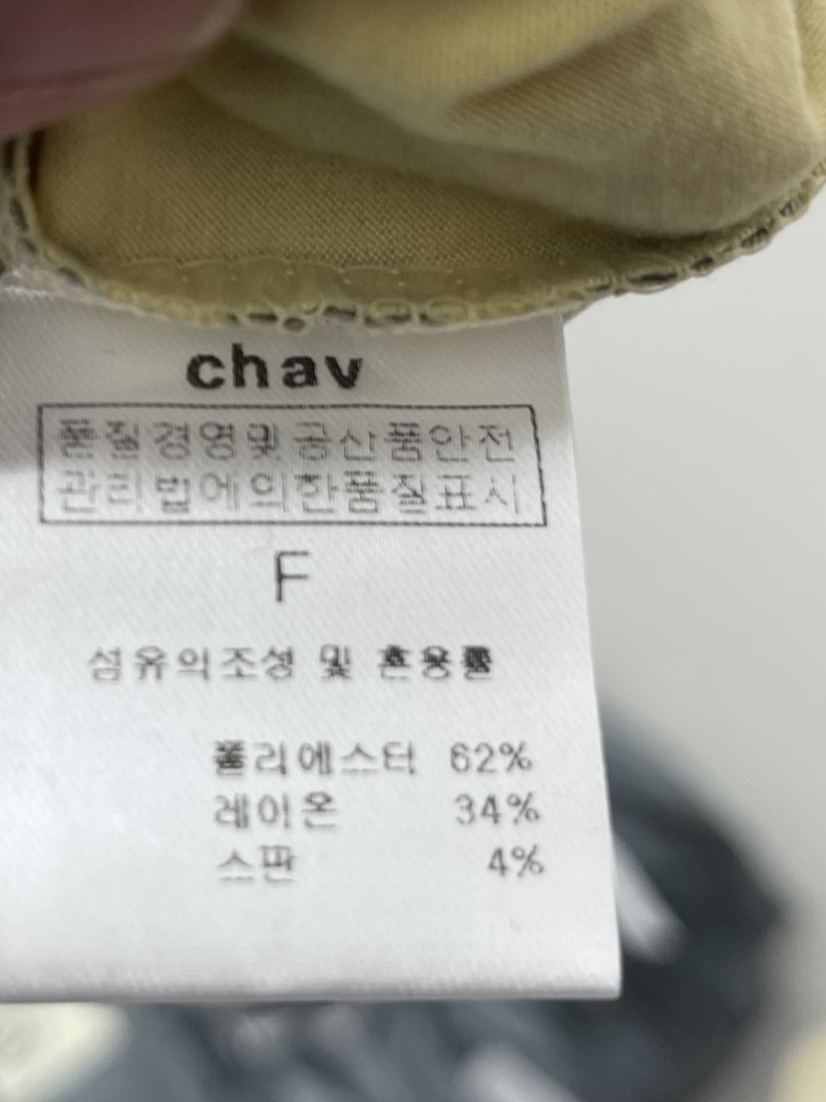 chav
품질경영및 공산품안전
관리법에의한품질표시
F
섬유의조성 및 혼용률
폴리에스터 62%
레이온 34%
스판 4%